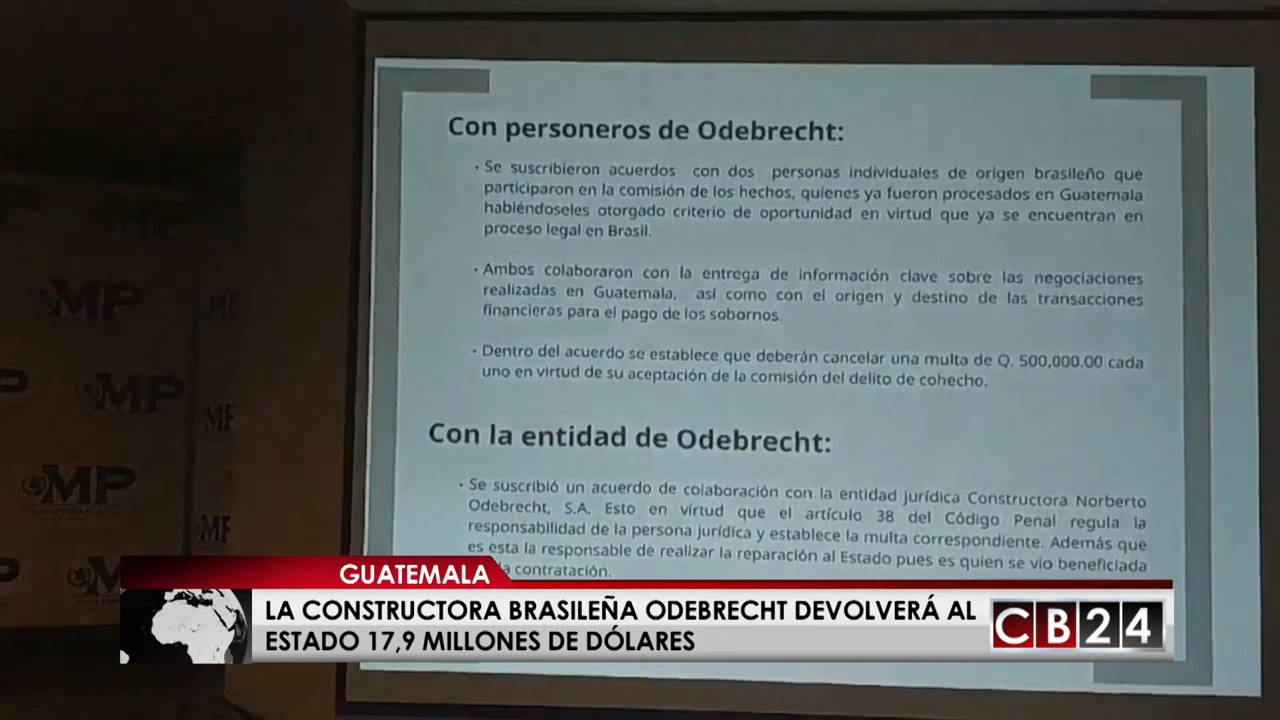 Con personeros de Odebrecht:
· Se suscribieron acuerdos con dos personas individuales de origen brasileño que
participaron en la comisión de los hechos, quienes ya fueron procesados en Guatemala
habiéndoseles otorgado criterio de oportunidad en virtud que ya se encuentran en
proceso legal en Brasil.
· Ambos colaboraron con la entrega de información clave sobre las negociaciones
realizadas en Guatemala, así como con el origen y destino de las transacciones
financieras para el pago de los sobornos.
· Dentro del acuerdo se establece que deberán cancelar una multa de Q. 500,000.00 cada
uno en virtud de su aceptación de la comisión del delito de cohecho.
Con la entidad de Odebrecht:
· Se suscribió un acuerdo de colaboración con la entidad jurídica Constructora Norberto
Odebrecht, S.A. Esto en virtud que el artículo 38 del Código Penal regula la
responsabilidad de la persona jurídica y establece la multa correspondiente. Además que
es esta la responsable de realizar la reparación al Estado pues es quien se vio beneficiada
la contratación.
MP
MP
MP
MP
MP
MP
MP
GUATEMALA
LA CONSTRUCTORA BRASILEÑA ODEBRECHT DEVOLVERÁ AL
ESTADO 17,9 MILLONES DE DÓLARES
CB24